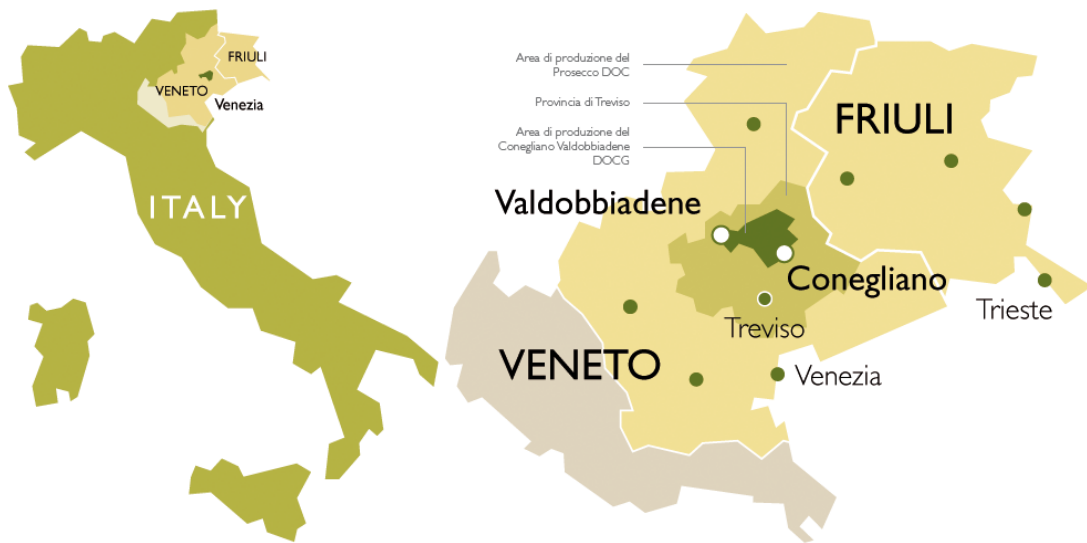 FRIULI
VENETO
Venezia
ITALY
Area di produzione del
Prosecco DOC
Provincia di Treviso
Area di produzione del
Conegliano Valdobbiadene
DOCG
FRIULI
Valdobbiadene
Conegliano
Trieste
Treviso
VENETO
Venezia